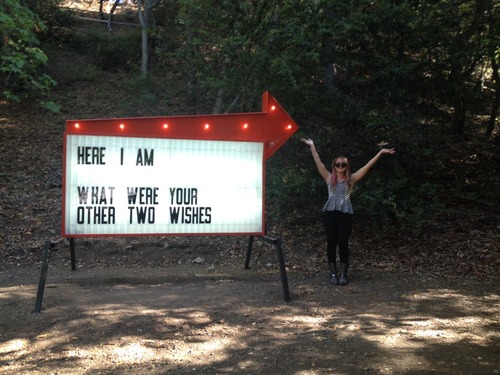 HERE I AM
WHAT WERE YOUR
OTHER TWO WISHES